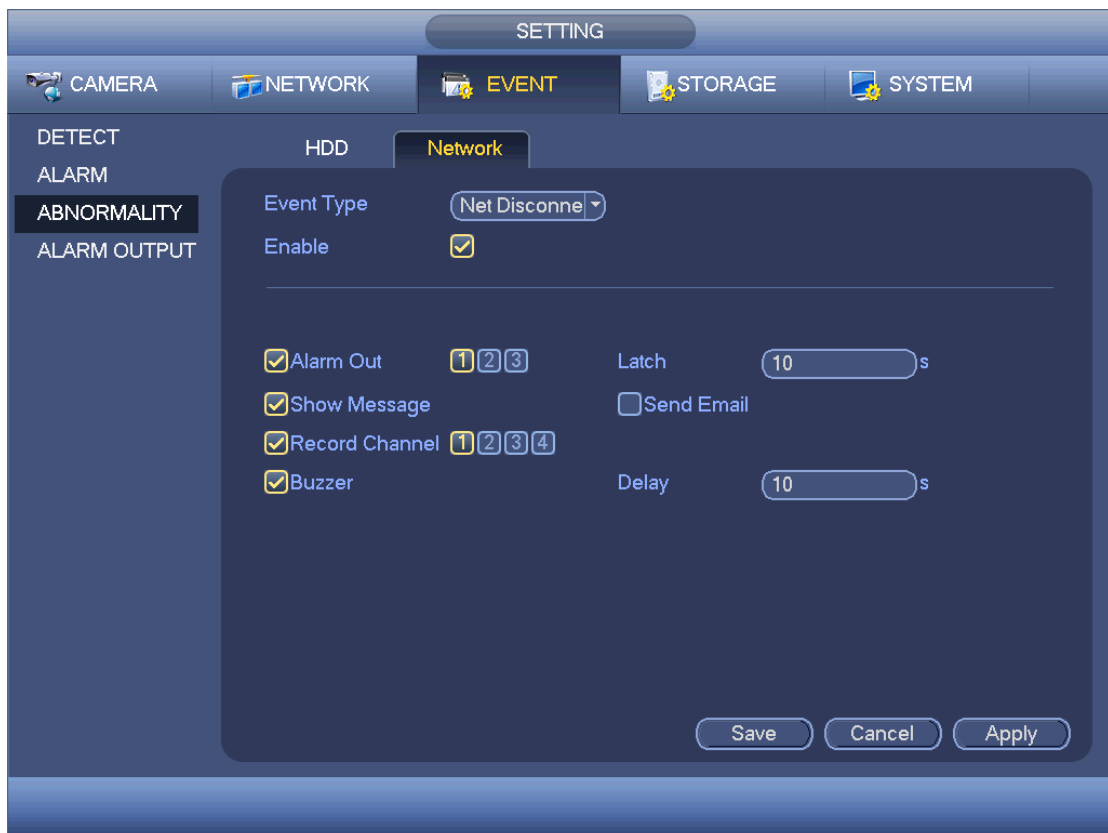 SETTING
CAMERA NETWORK EVENT STORAGE SYSTEM
DETECT
ALARM
ABNORMALITY
ALARM OUTPUT
HDD Network
Event Type Net Disconne
Enable
Alarm Out 1 2 3 Latch 10 s
Show Message Send Email
Record Channel 1 2 3 4
Buzzer Delay 10 s
Save Cancel Apply